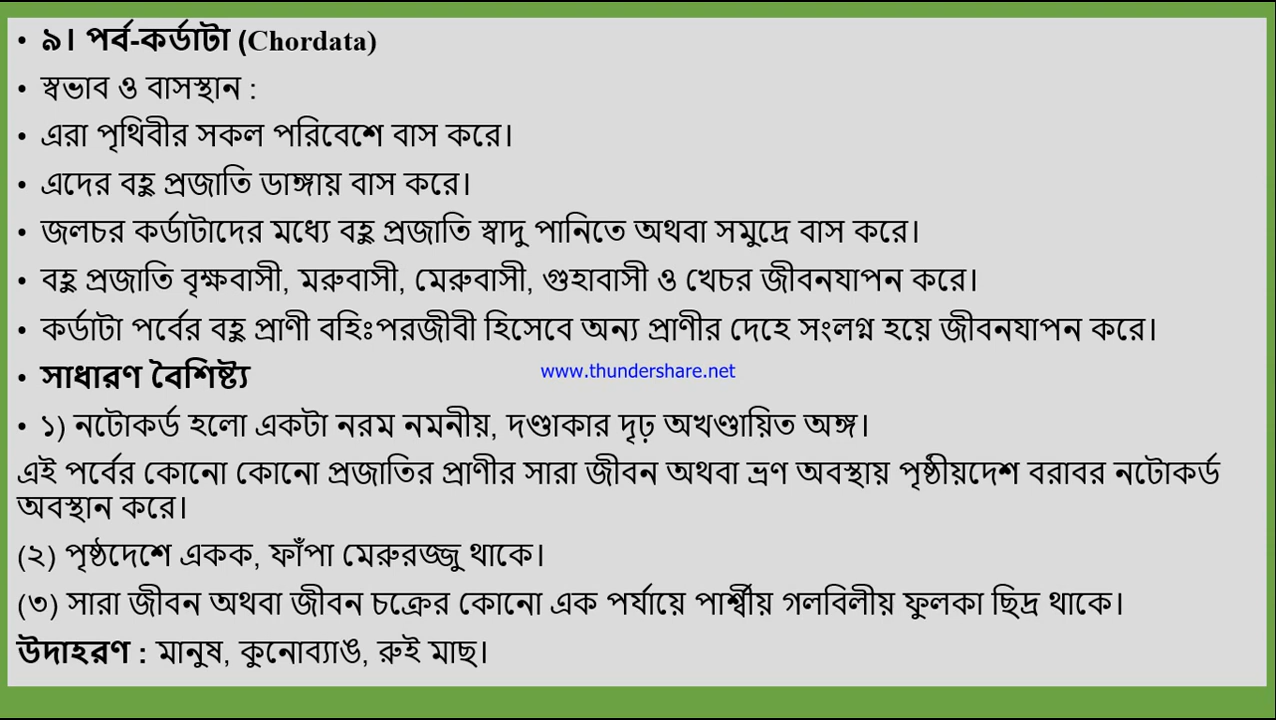 • ৯। পর্ব-কর্ডাটা (Chordata)
• স্বভাব ও বাসস্থান :
• এরা পৃথিবীর সকল পরিবেশে বাস করে।
• এদের বহু প্রজাতি ডাঙ্গায় বাস করে।
• জলচর কর্ডাটাদের মধ্যে বহু প্রজাতি স্বাদু পানিতে অথবা সমুদ্রে বাস করে।
• বহু প্রজাতি বৃক্ষবাসী, মরুবাসী, মেরুবাসী, গুহাবাসী ও খেচর জীবনযাপন করে।
• কর্ডাটা পর্বের বহু প্রাণী বহিঃপরজীবী হিসেবে অন্য প্রাণীর দেহে সংলগ্ন হয়ে জীবনযাপন করে।
• সাধারণ বৈশিষ্ট্য
www.thundershare.net
• ১) নটোকর্ড হলো একটা নরম নমনীয়, দণ্ডাকার দৃঢ় অখণ্ডায়িত অঙ্গ।
এই পর্বের কোনো কোনো প্রজাতির প্রাণীর সারা জীবন অথবা ভ্রণ অবস্থায় পৃষ্ঠীয়দেশ বরাবর নটোকর্ড
অবস্থান করে।
(২) পৃষ্ঠদেশে একক, ফাঁপা মেরুরজ্জু থাকে।
(৩) সারা জীবন অথবা জীবন চক্রের কোনো এক পর্যায়ে পার্শ্বীয় গলবিলীয় ফুলকা ছিদ্র থাকে।
উদাহরণ : মানুষ, কুনোব্যাঙ, রুই মাছ।